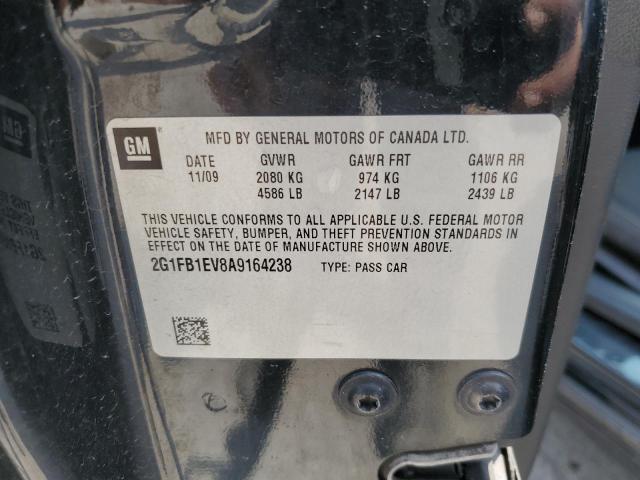 GM
MFD BY GENERAL MOTORS OF CANADA LTD.
DATE GVWR GAWR FRT GAWR RR
11/09 2080 KG 974 KG 1106 KG
4586 LB 2147 LB 2439 LB
THIS VEHICLE CONFORMS TO ALL APPLICABLE U.S. FEDERAL MOTOR
VEHICLE SAFETY, BUMPER, AND THEFT PREVENTION STANDARDS IN
EFFECT ON THE DATE OF MANUFACTURE SHOWN ABOVE.
2G1FB1EV8A9164238 TYPE: PASS CAR